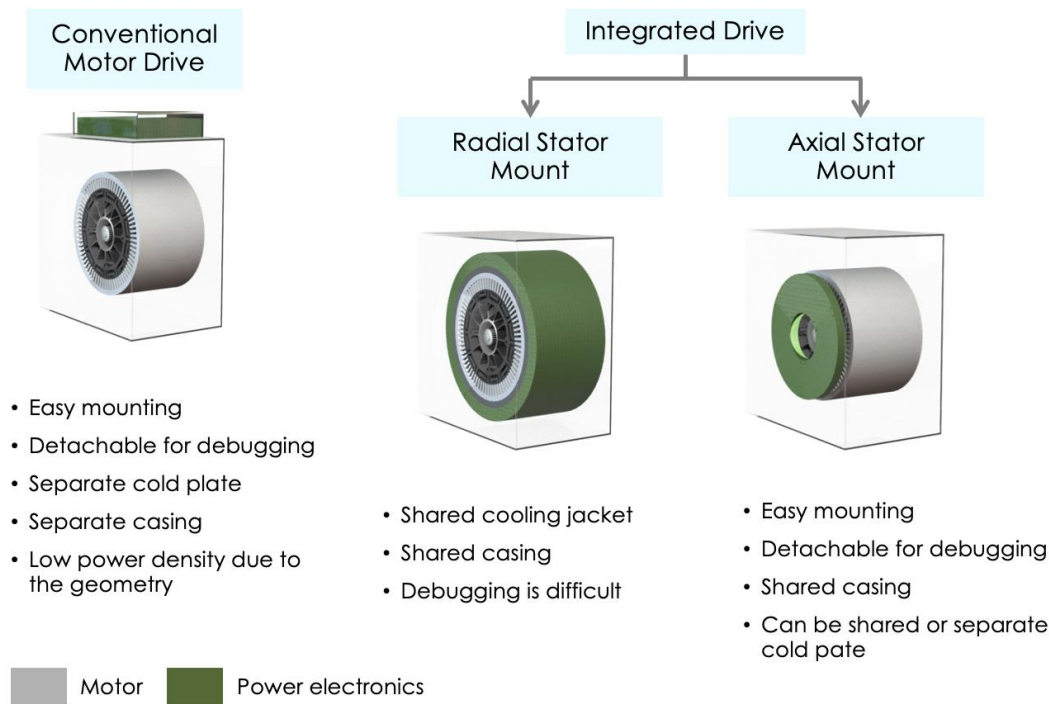 Conventional
Motor Drive
Integrated Drive
Radial Stator
Mount
Axial Stator
Mount
• Easy mounting
• Detachable for debugging
• Separate cold plate
• Separate casing
• Low power density due to
the geometry
• Shared cooling jacket
• Shared casing
• Debugging is difficult
• Easy mounting
• Detachable for debugging
• Shared casing
• Can be shared or separate
cold pate
Motor
Power electronics